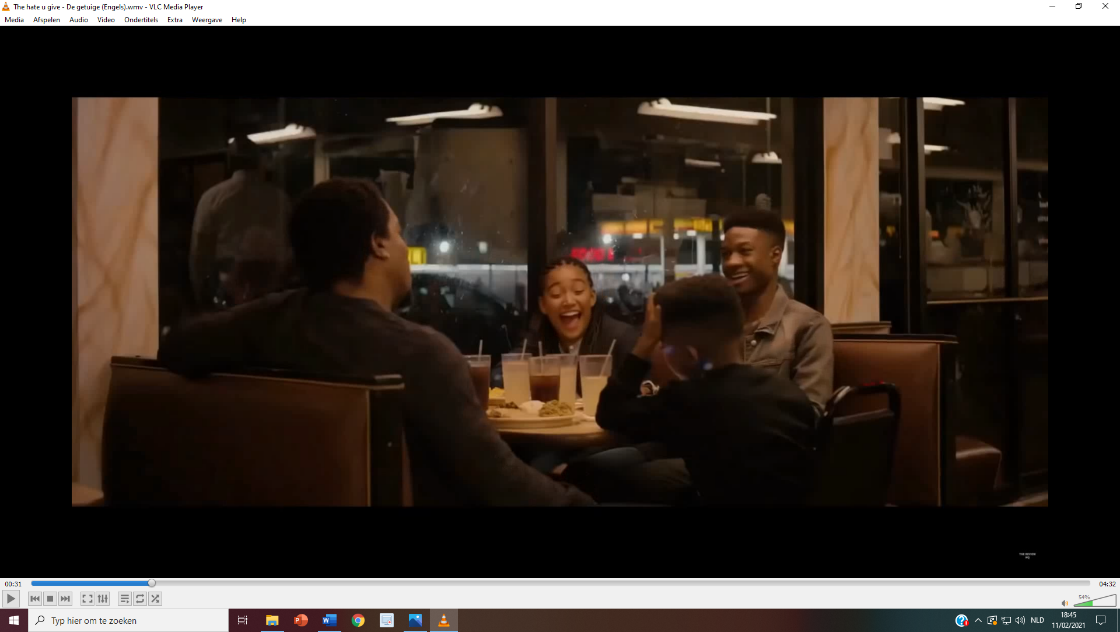 The hate u give - De getuige (Engels).wmv - VLC Media Player
Media Afspelen Audio Video Ondertitels Extra Weergave Help
00:31 04:32
54%
Typ hier om te zoeken
NLD
18:45
11/02/2021